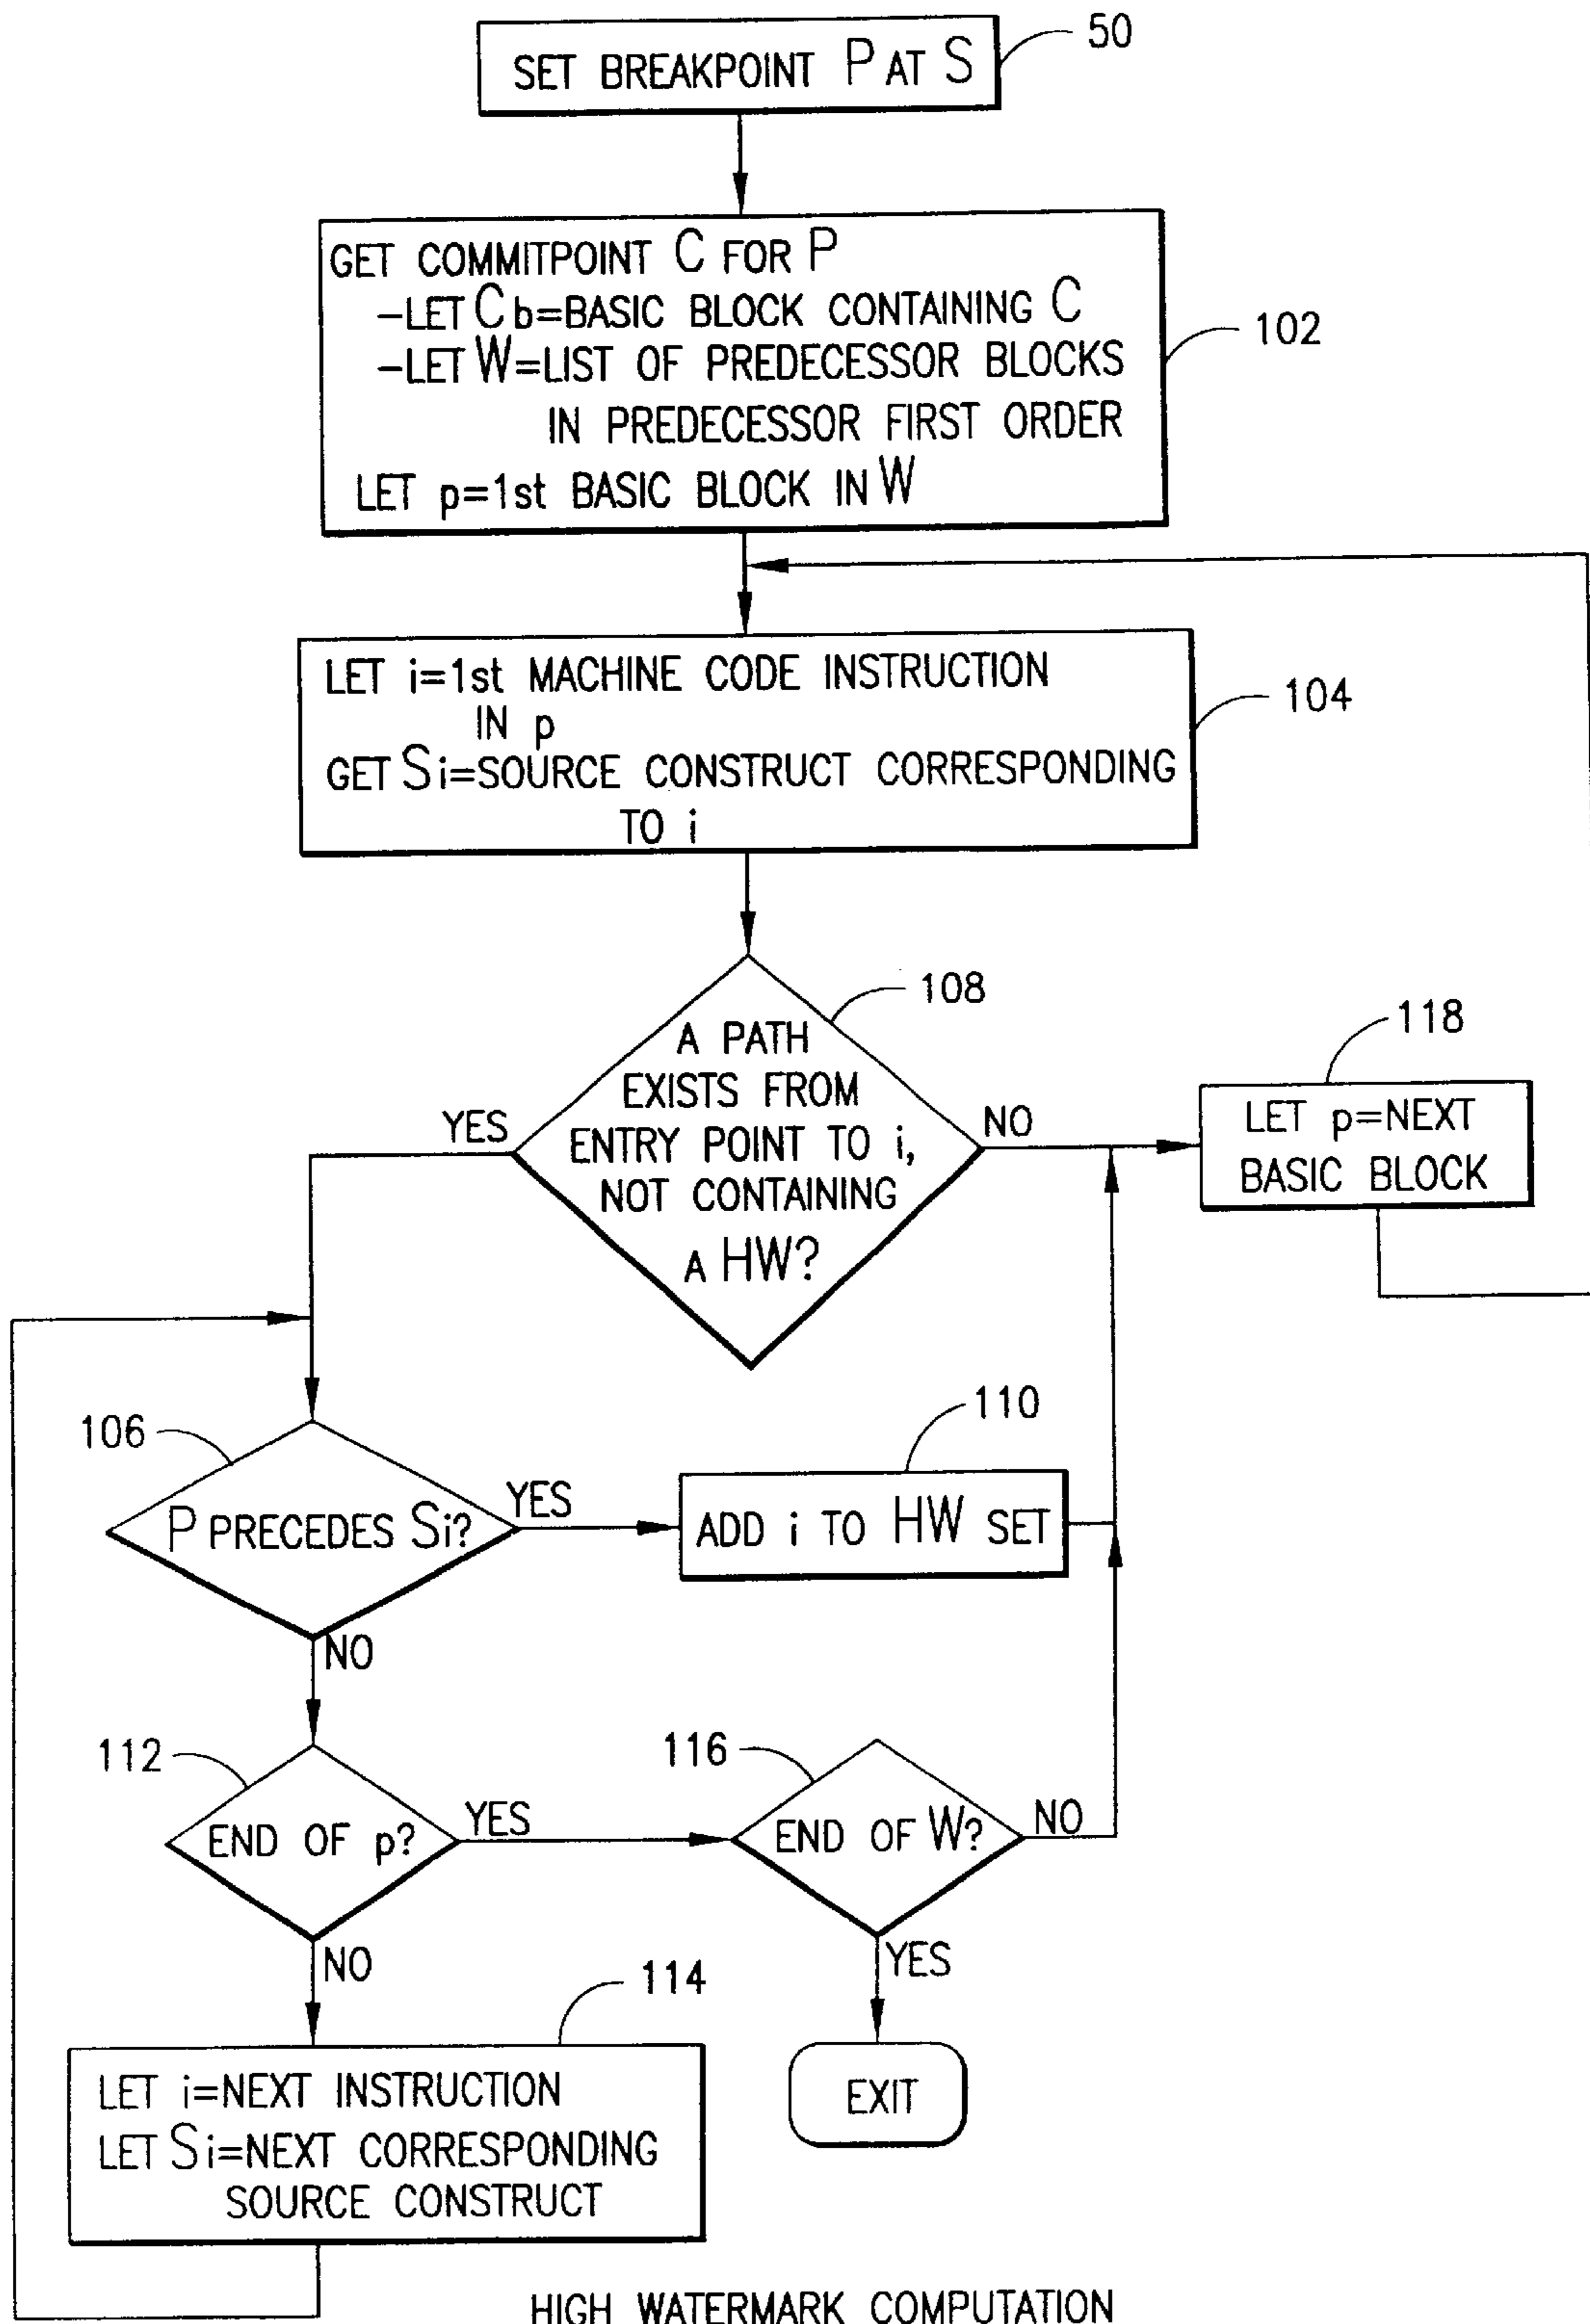 SET BREAKPOINT P AT S
50
GET COMMITPOINT C FOR P
-LET Cb=BASIC BLOCK CONTAINING C
-LET W=LIST OF PREDECESSOR BLOCKS
IN PREDECESSOR FIRST ORDER
LET p=1st BASIC BLOCK IN W
102
LET i=1st MACHINE CODE INSTRUCTION
IN p
GET Si=SOURCE CONSTRUCT CORRESPONDING
TO i
104
A PATH
EXISTS FROM
ENTRY POINT TO i,
NOT CONTAINING
A HW?
108
YES
NO
118
LET p=NEXT
BASIC BLOCK
106
P PRECEDES Si?
YES
110
ADD i TO HW SET
NO
112
END OF p?
YES
116
END OF W?
NO
NO
YES
114
LET i=NEXT INSTRUCTION
LET Si=NEXT CORRESPONDING
SOURCE CONSTRUCT
EXIT
HIGH WATERMARK COMPUTATION